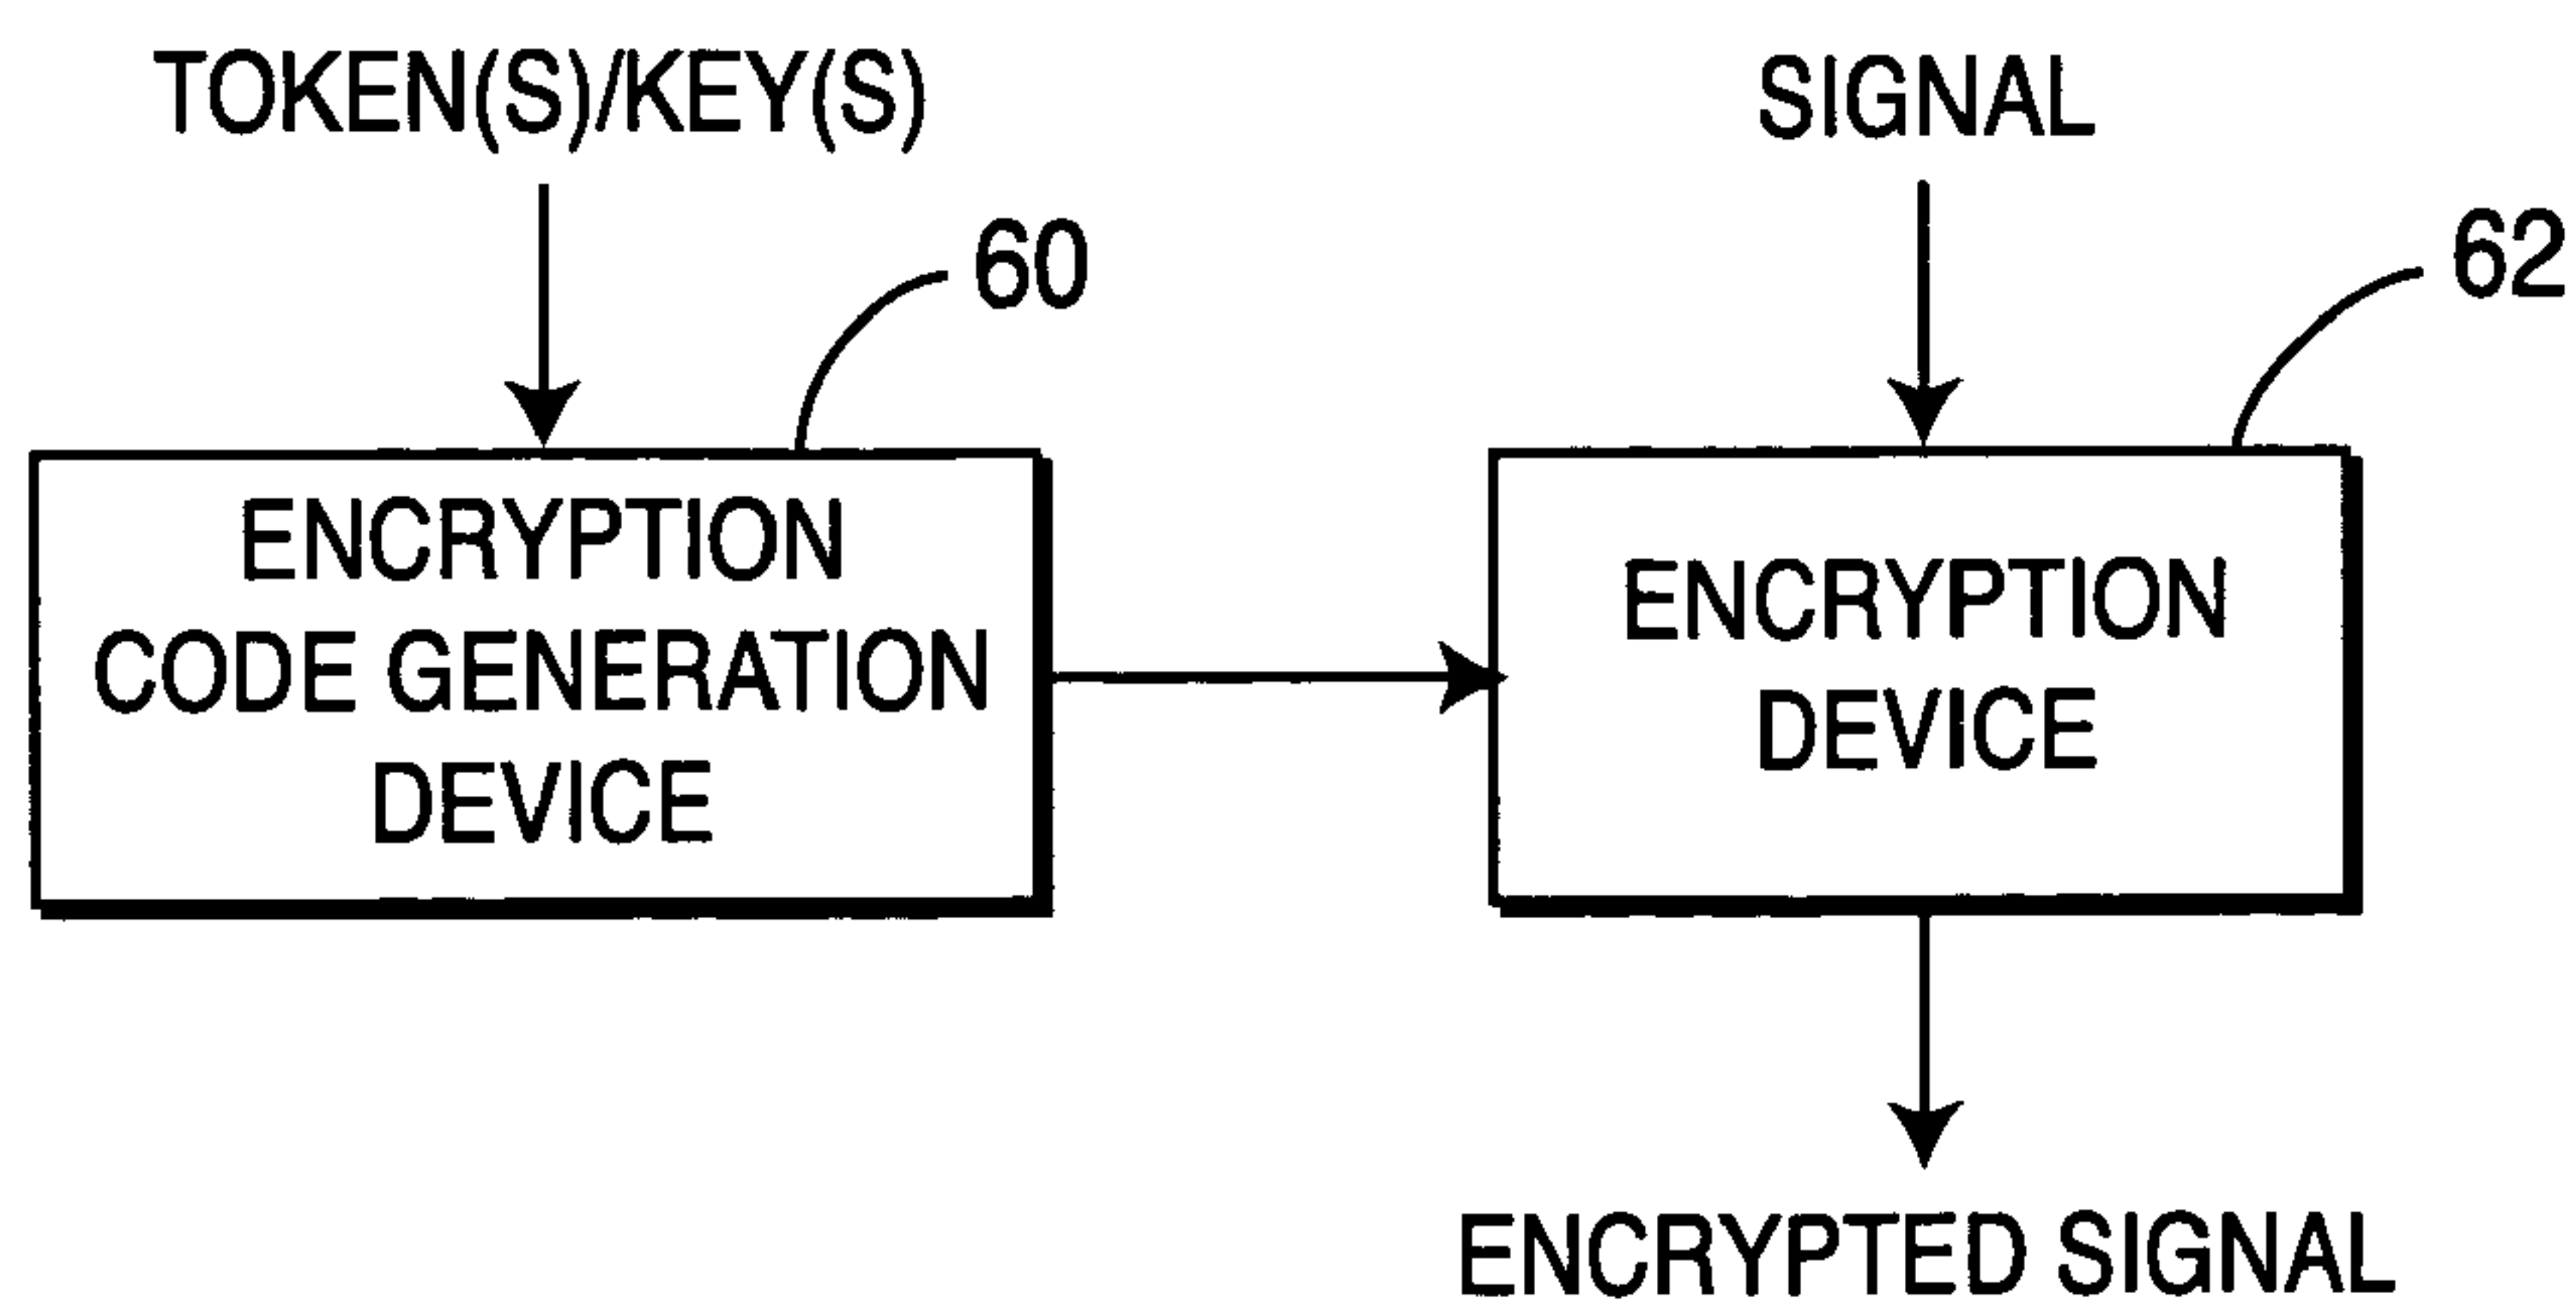 TOKEN(S)/KEY(S)
SIGNAL
60
62
ENCRYPTION
CODE GENERATION
DEVICE
ENCRYPTION
DEVICE
ENCRYPTED SIGNAL